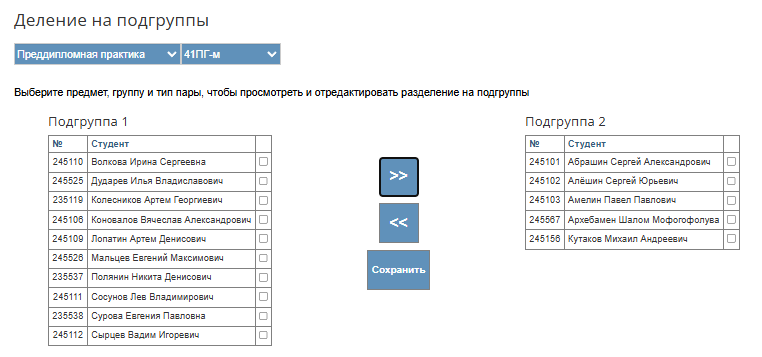 Деление на подгруппы
Преддипломная практика 41ПГ-м
Выберите предмет, группу и тип пары, чтобы просмотреть и отредактировать разделение на подгруппы
Подгруппа 1
№ Студент
245110 Волкова Ирина Сергеевна
245525 Дударев Илья Владиславович
235119 Колесников Артем Георгиевич
245106 Коновалов Вячеслав Александрович
245109 Лопатин Артем Денисович
245526 Мальцев Евгений Максимович
235537 Полянин Никита Денисович
245111 Сосунов Лев Владимирович
235538 Сурова Евгения Павловна
245112 Сырцев Вадим Игоревич
>>
<<
Сохранить
Подгруппа 2
№ Студент
245101 Абрашин Сергей Александрович
245102 Алёшин Сергей Юрьевич
245103 Амелин Павел Павлович
245567 Архебамен Шалом Мофогофолува
245156 Кутаков Михаил Андреевич